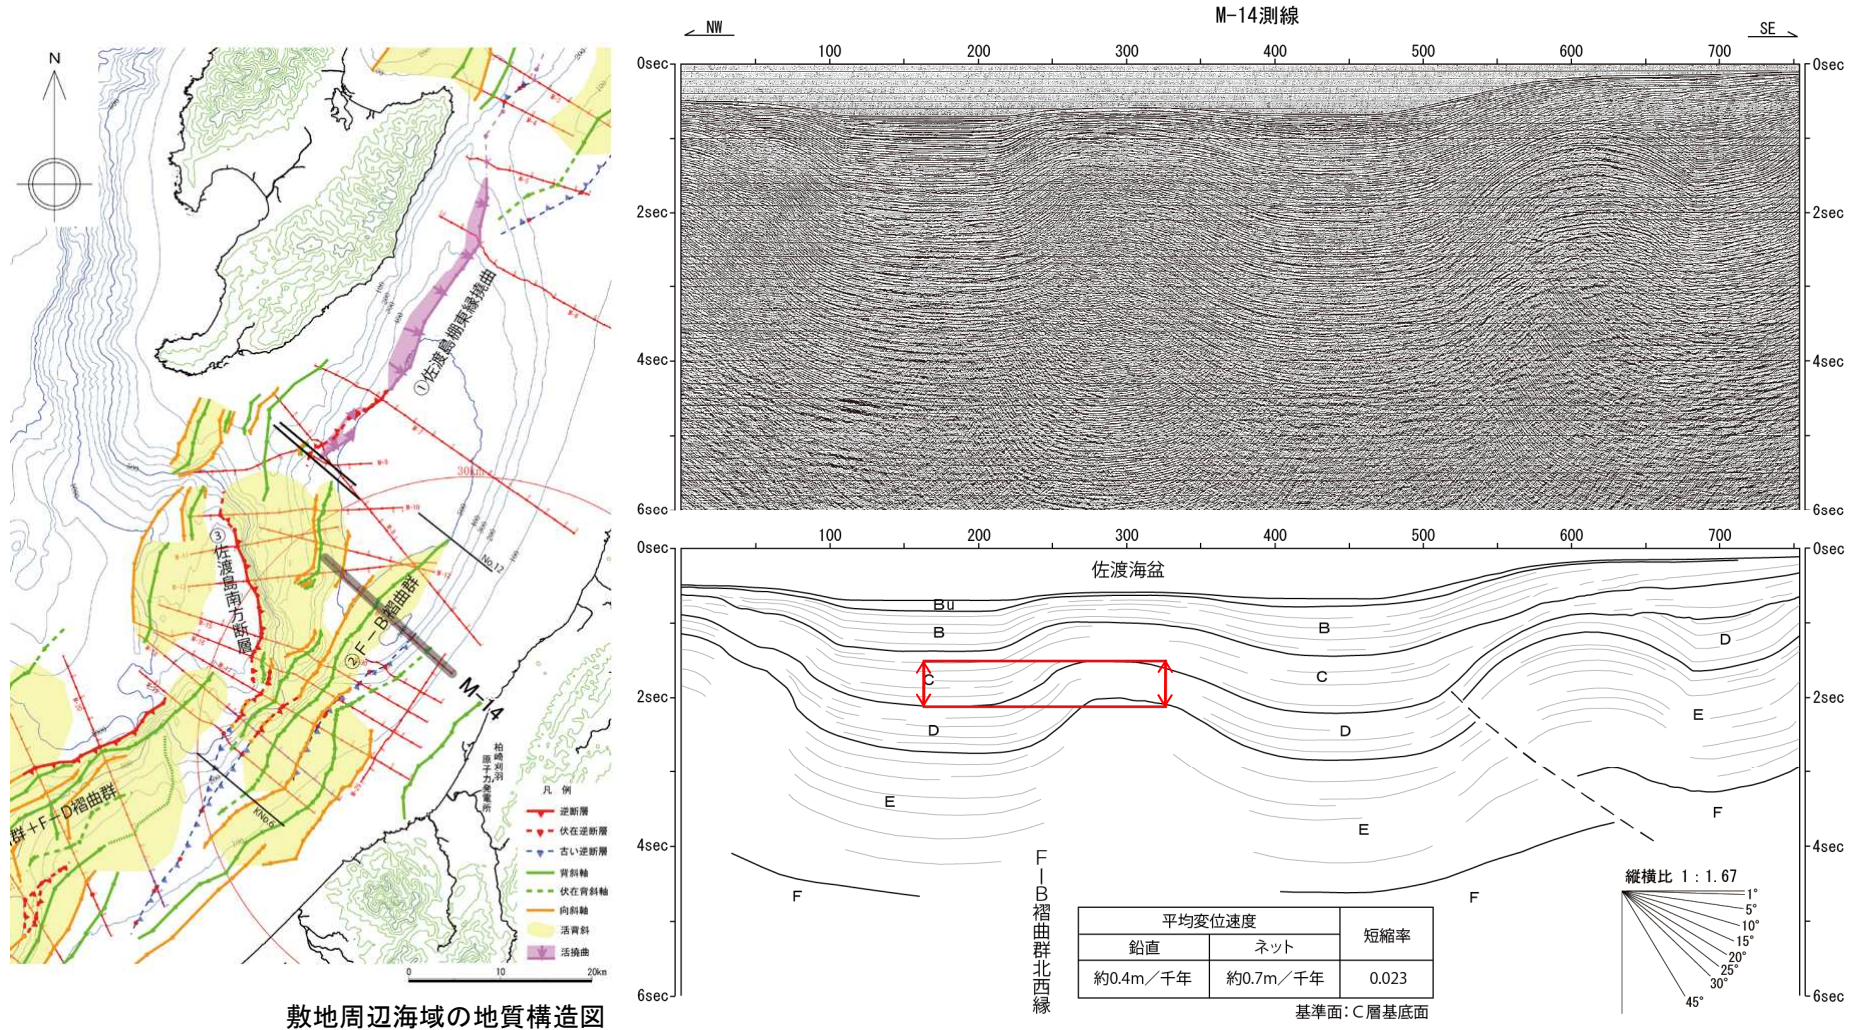 N
①佐渡島棚東縁撓曲
30km
③佐渡島南方断層
No.12
②F-B褶曲群
M-14
KNo.6
群+F-D褶曲群
柏崎刈羽
原子力発電所
凡 例
逆断層
伏在逆断層
古い逆断層
背斜軸
伏在背斜軸
向斜軸
活背斜
活撓曲
0 10 20km
敷地周辺海域の地質構造図
M-14測線
NW SE
100 200 300 400 500 600 700
0sec 0sec
2sec 2sec
4sec 4sec
6sec 6sec
100 200 300 400 500 600 700
0sec 0sec
佐渡海盆
Bu
B B
D
C C
2sec 2sec
D D E
E E
F
4sec 4sec
F F
F-B褶曲群北西縁
平均変位速度 短縮率
鉛直 ネット
約0.4m/千年 約0.7m/千年 0.023
基準面:C層基底面
縦横比 1:1.67
1°
5°
10°
15°
20°
25°
30°
45°
6sec 6sec